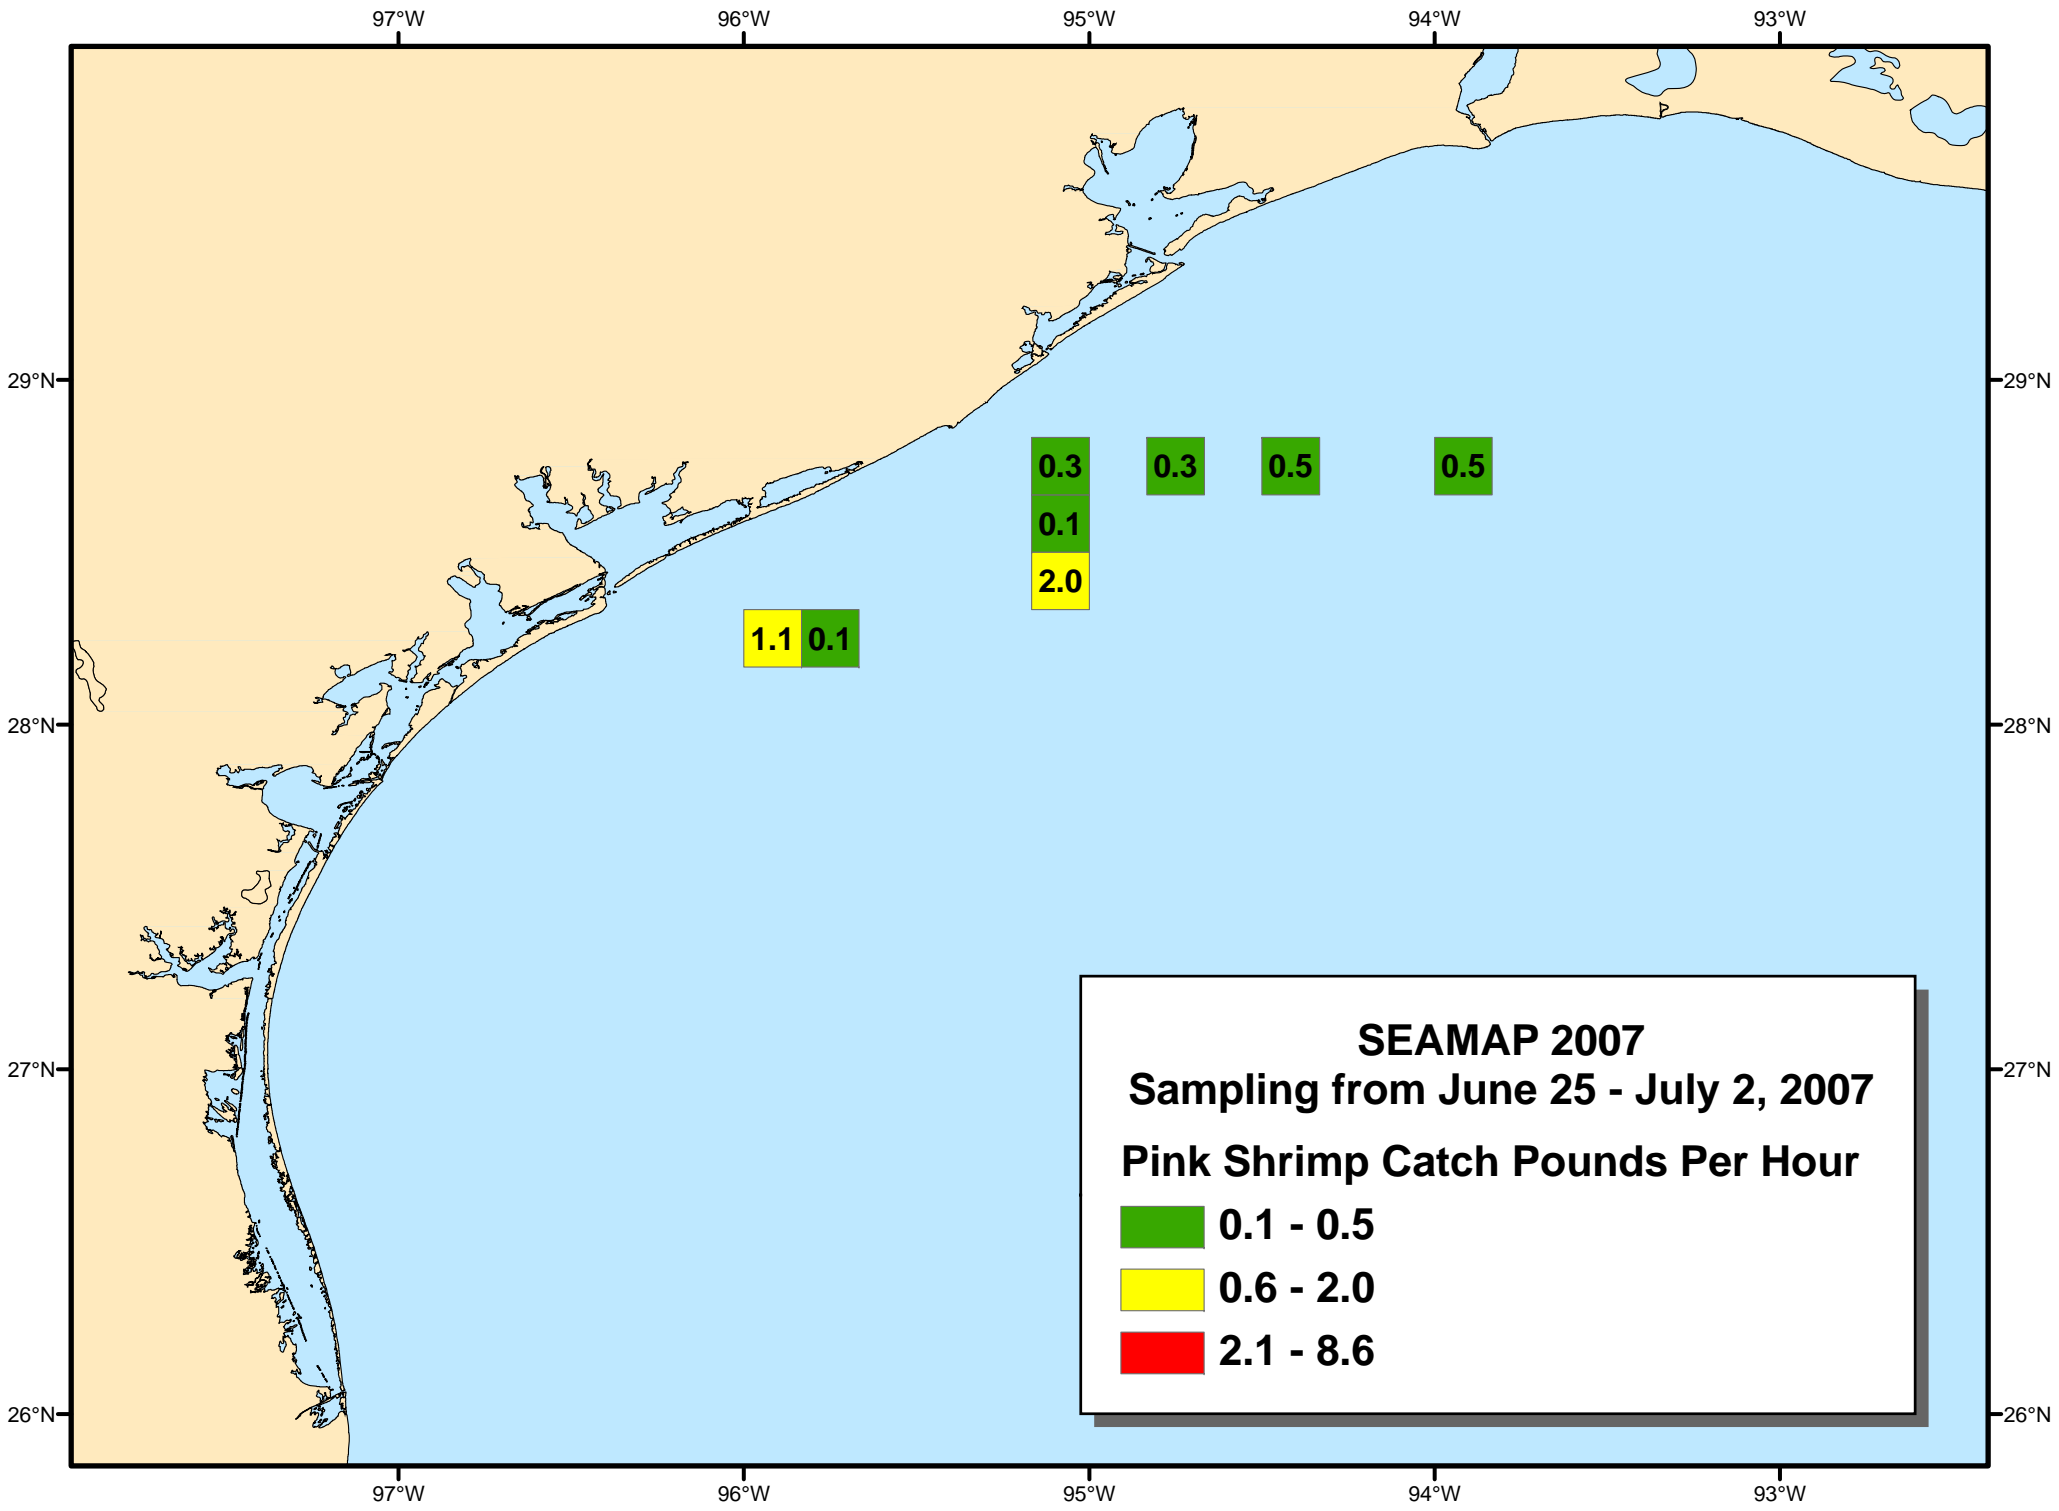 97°W 96°W 95°W 94°W 93°W
29°N 29°N
0.3 0.3 0.5 0.5
0.1
2.0
1.1 0.1
28°N 28°N
SEAMAP 2007
27°N 27°N
Sampling from June 25 - July 2, 2007
Pink Shrimp Catch Pounds Per Hour
0.1 - 0.5
0.6 - 2.0
2.1 - 8.6
26°N 26°N
97°W 96°W 95°W 94°W 93°W